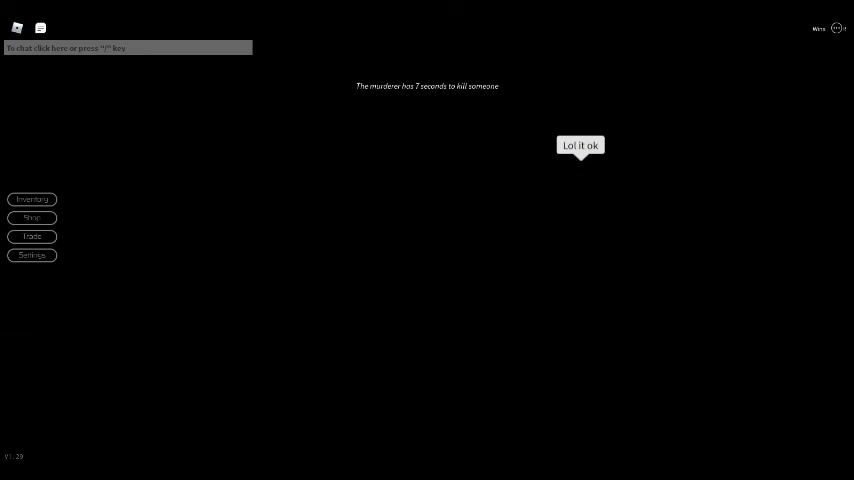 Wins
To chat click here or press "/" key
The murderer has 7 seconds to kill someone
Lol it ok
Inventory
Shop
Trade
Settings
V1.20